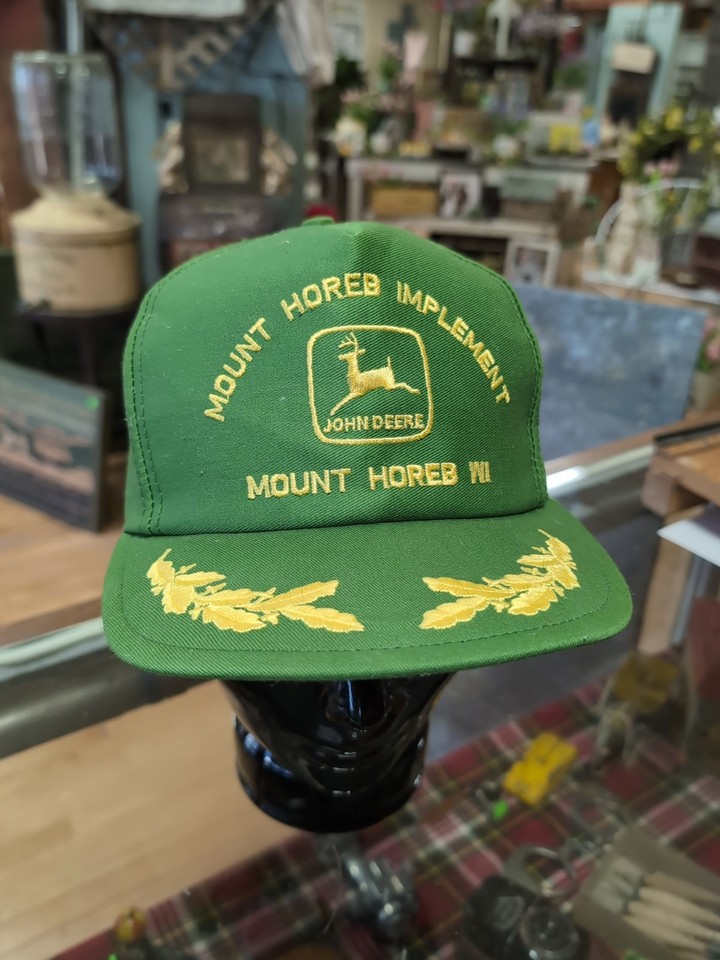 MOUNT HOREB IMPLEMENT
JOHN DEERE
MOUNT HOREB WI